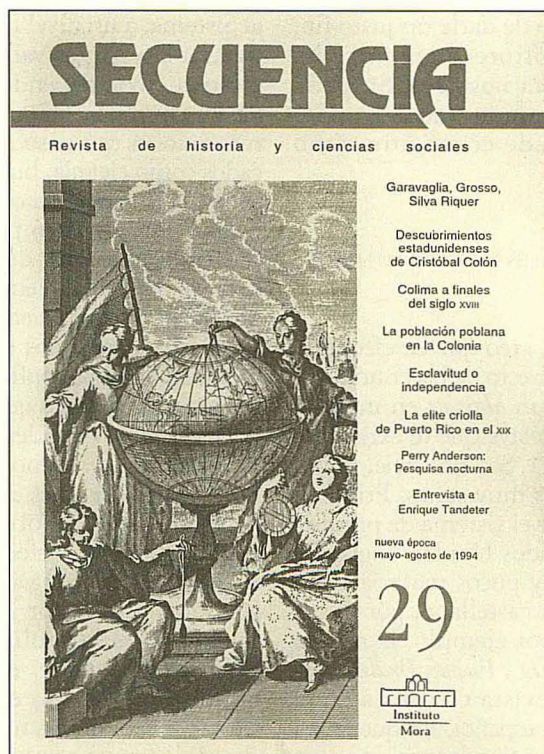 SECUENCIA
Revista de historia y ciencias sociales
Garavaglia, Grosso,
Silva Riquer
Descubrimientos
estadunidenses
de Cristóbal Colón
Colima a finales
del siglo XVIII
La población poblana
en la Colonia
Esclavitud o
independencia
La elite criolla
de Puerto Rico en el XIX
Perry Anderson:
Pesquisa nocturna
Entrevista a
Enrique Tandeter
nueva época
mayo-agosto de 1994
29
Instituto
Mora